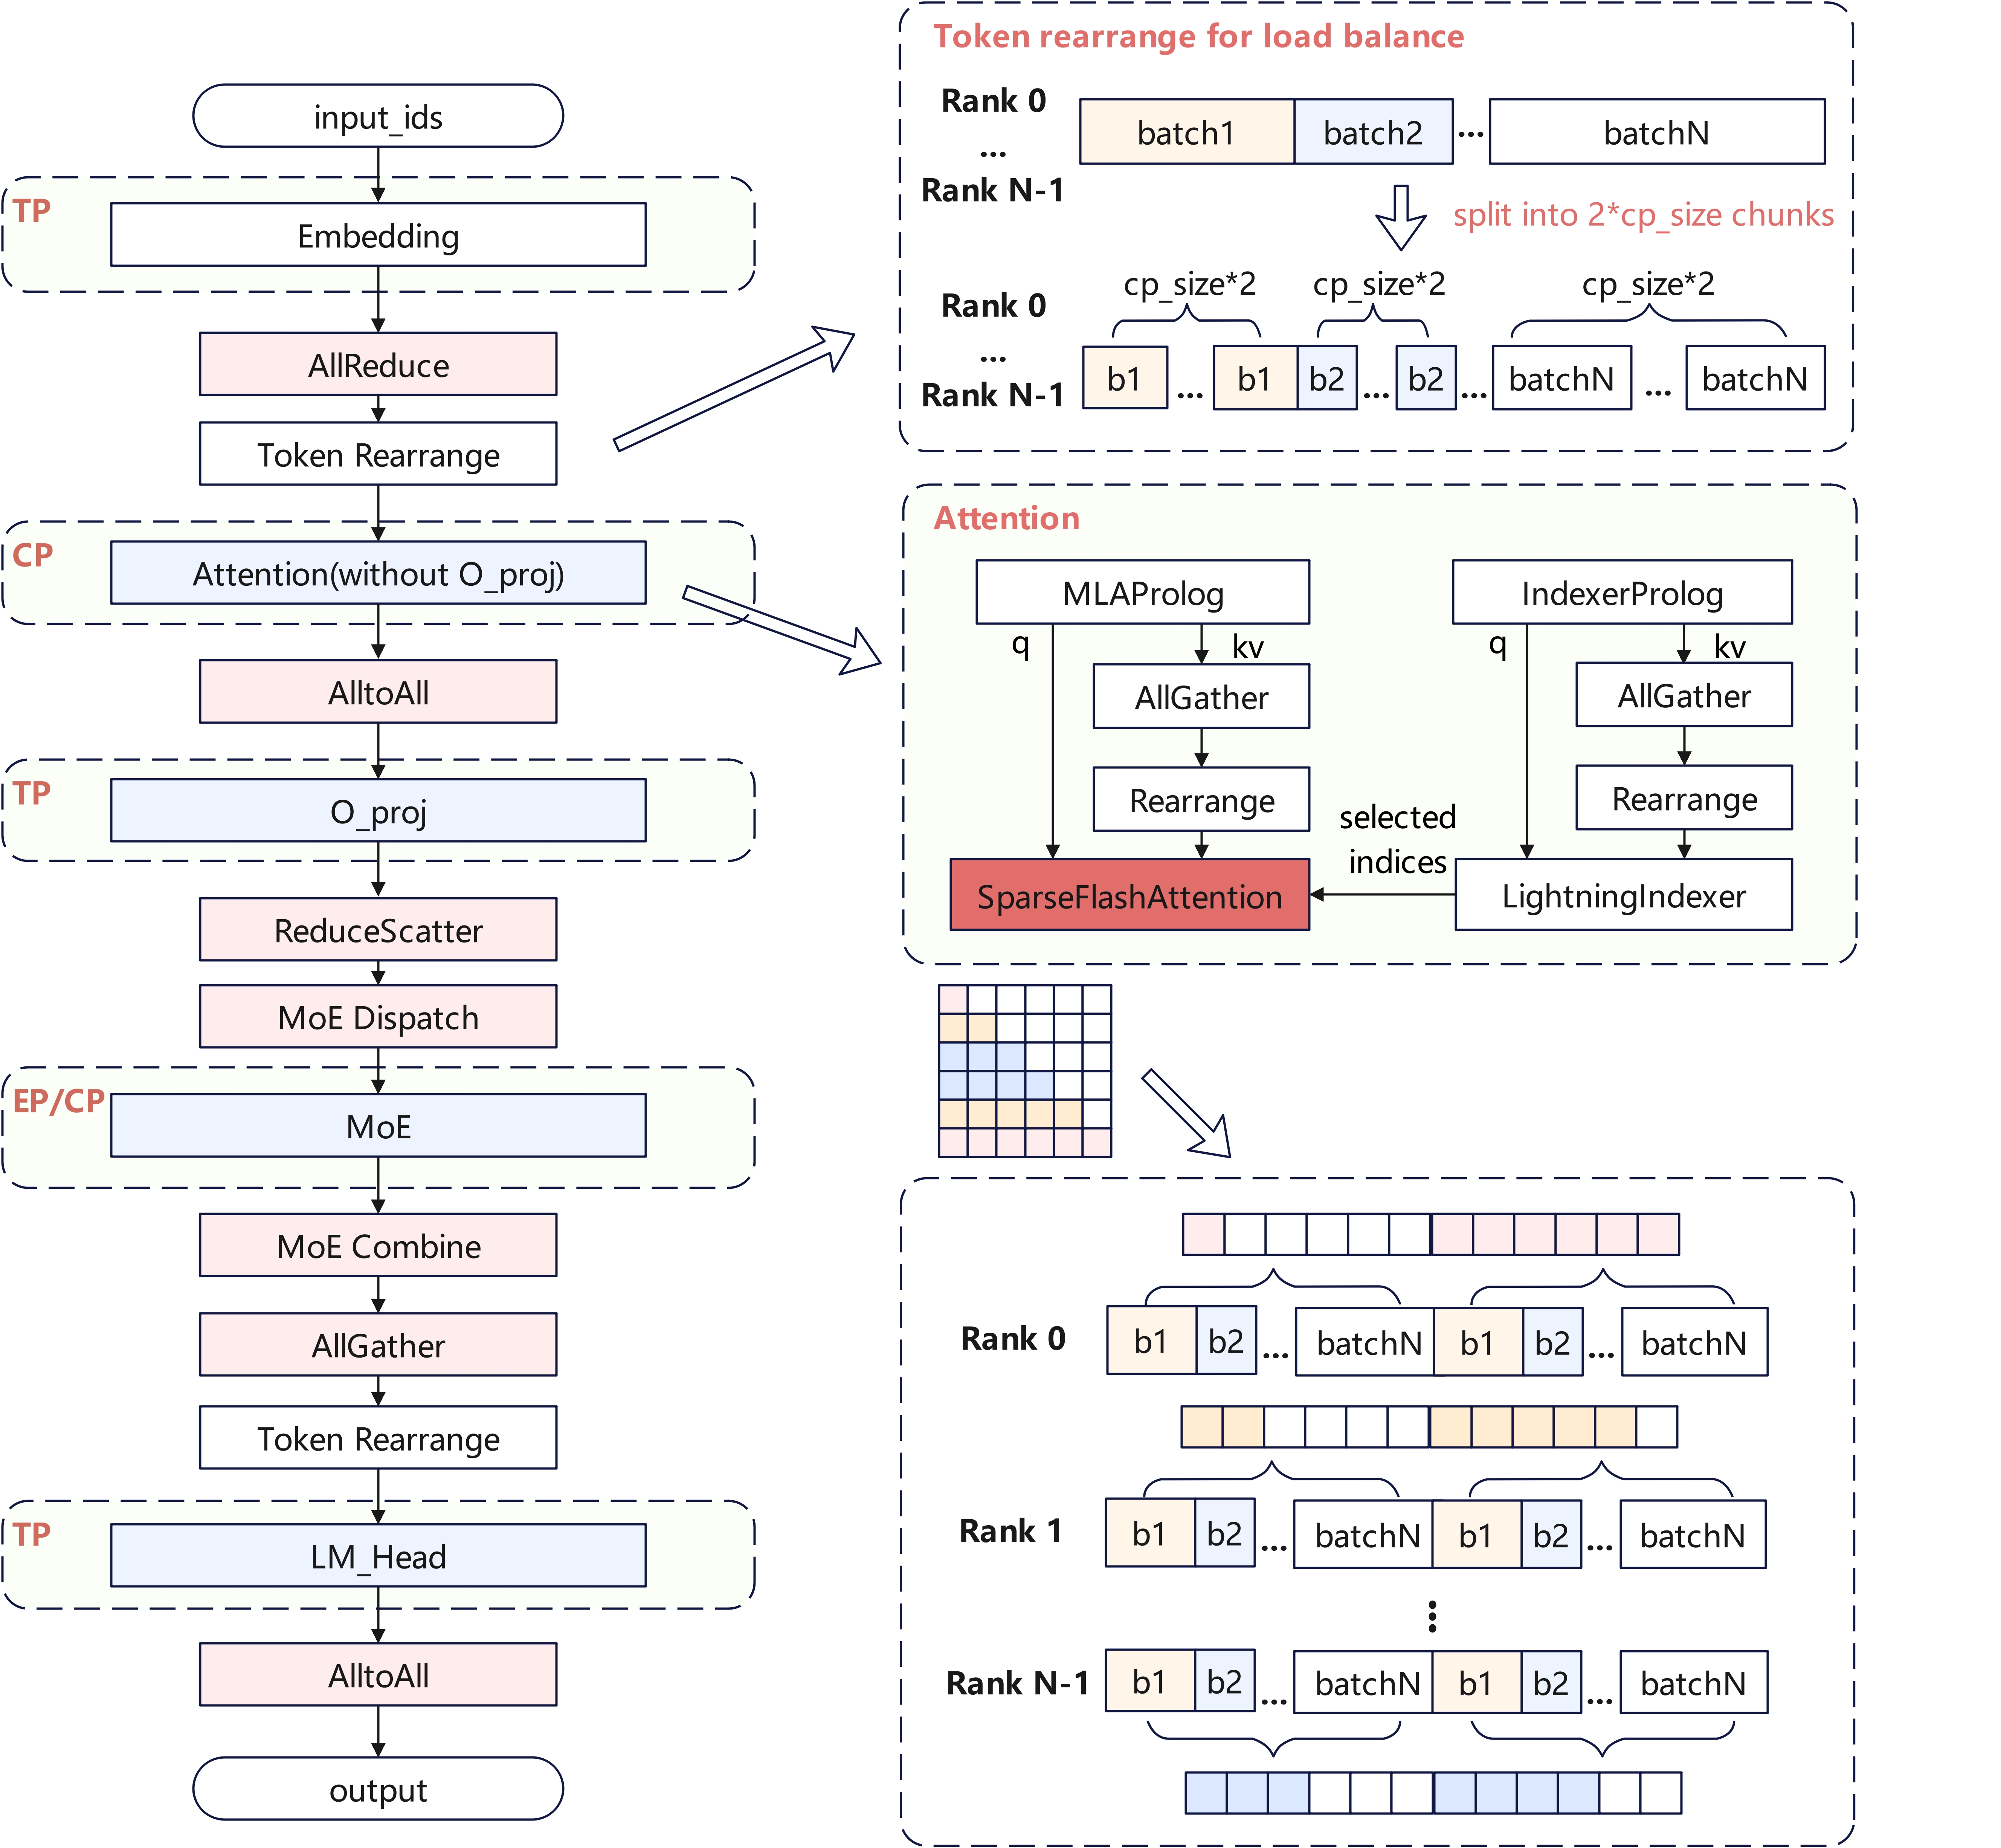 input_ids
TP
Embedding
AllReduce
Token Rearrange
CP
Attention(without O_proj)
AlltoAll
TP
O_proj
ReduceScatter
MoE Dispatch
EP/CP
MoE
MoE Combine
AllGather
Token Rearrange
TP
LM_Head
AlltoAll
output
Token rearrange for load balance
Rank 0
...
Rank N-1
batch1 batch2 ... batchN
split into 2*cp_size chunks
cp_size*2 cp_size*2 cp_size*2
Rank 0
...
Rank N-1
b1 ... b1 b2 ... b2 ... batchN ... batchN
Attention
MLAProlog IndexerProlog
q kv q kv
AllGather AllGather
Rearrange Rearrange
selected
indices
SparseFlashAttention LightningIndexer
Rank 0 b1 b2 ... batchN b1 b2 ... batchN
Rank 1 b1 b2 ... batchN b1 b2 ... batchN
Rank N-1 b1 b2 ... batchN b1 b2 ... batchN